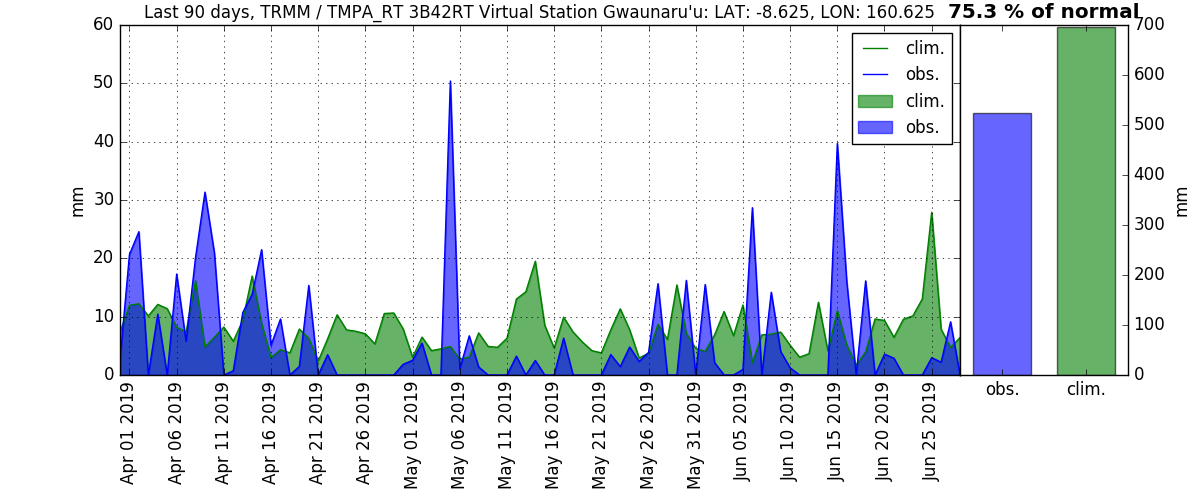 Last 90 days, TRMM / TMPA_RT 3B42RT Virtual Station Gwaunaru'u: LAT: -8.625, LON: 160.625 75.3 % of normal
60
50
40
30
20
10
0
mm
clim.
obs.
clim.
obs.
700
600
500
400
300
200
100
0
mm
Apr 01 2019
Apr 06 2019
Apr 11 2019
Apr 16 2019
Apr 21 2019
Apr 26 2019
May 01 2019
May 06 2019
May 11 2019
May 16 2019
May 21 2019
May 26 2019
May 31 2019
Jun 05 2019
Jun 10 2019
Jun 15 2019
Jun 20 2019
Jun 25 2019
obs.
clim.